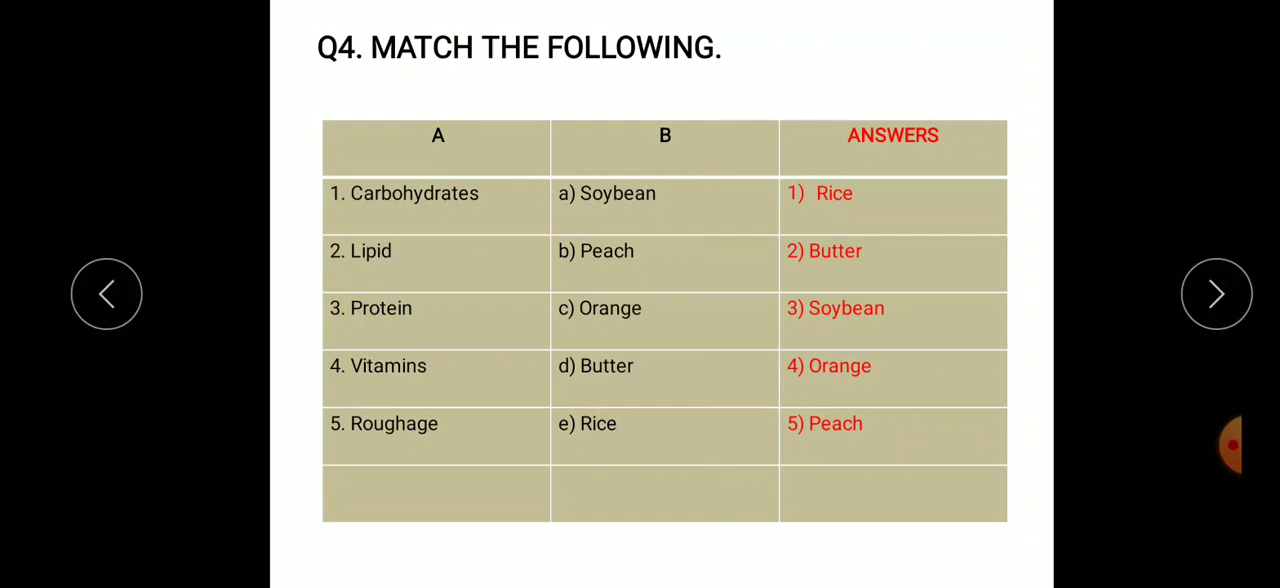 Q4. MATCH THE FOLLOWING.
A B ANSWERS
1. Carbohydrates a) Soybean 1) Rice
2. Lipid b) Peach 2) Butter
3. Protein c) Orange 3) Soybean
4. Vitamins d) Butter 4) Orange
5. Roughage e) Rice 5) Peach